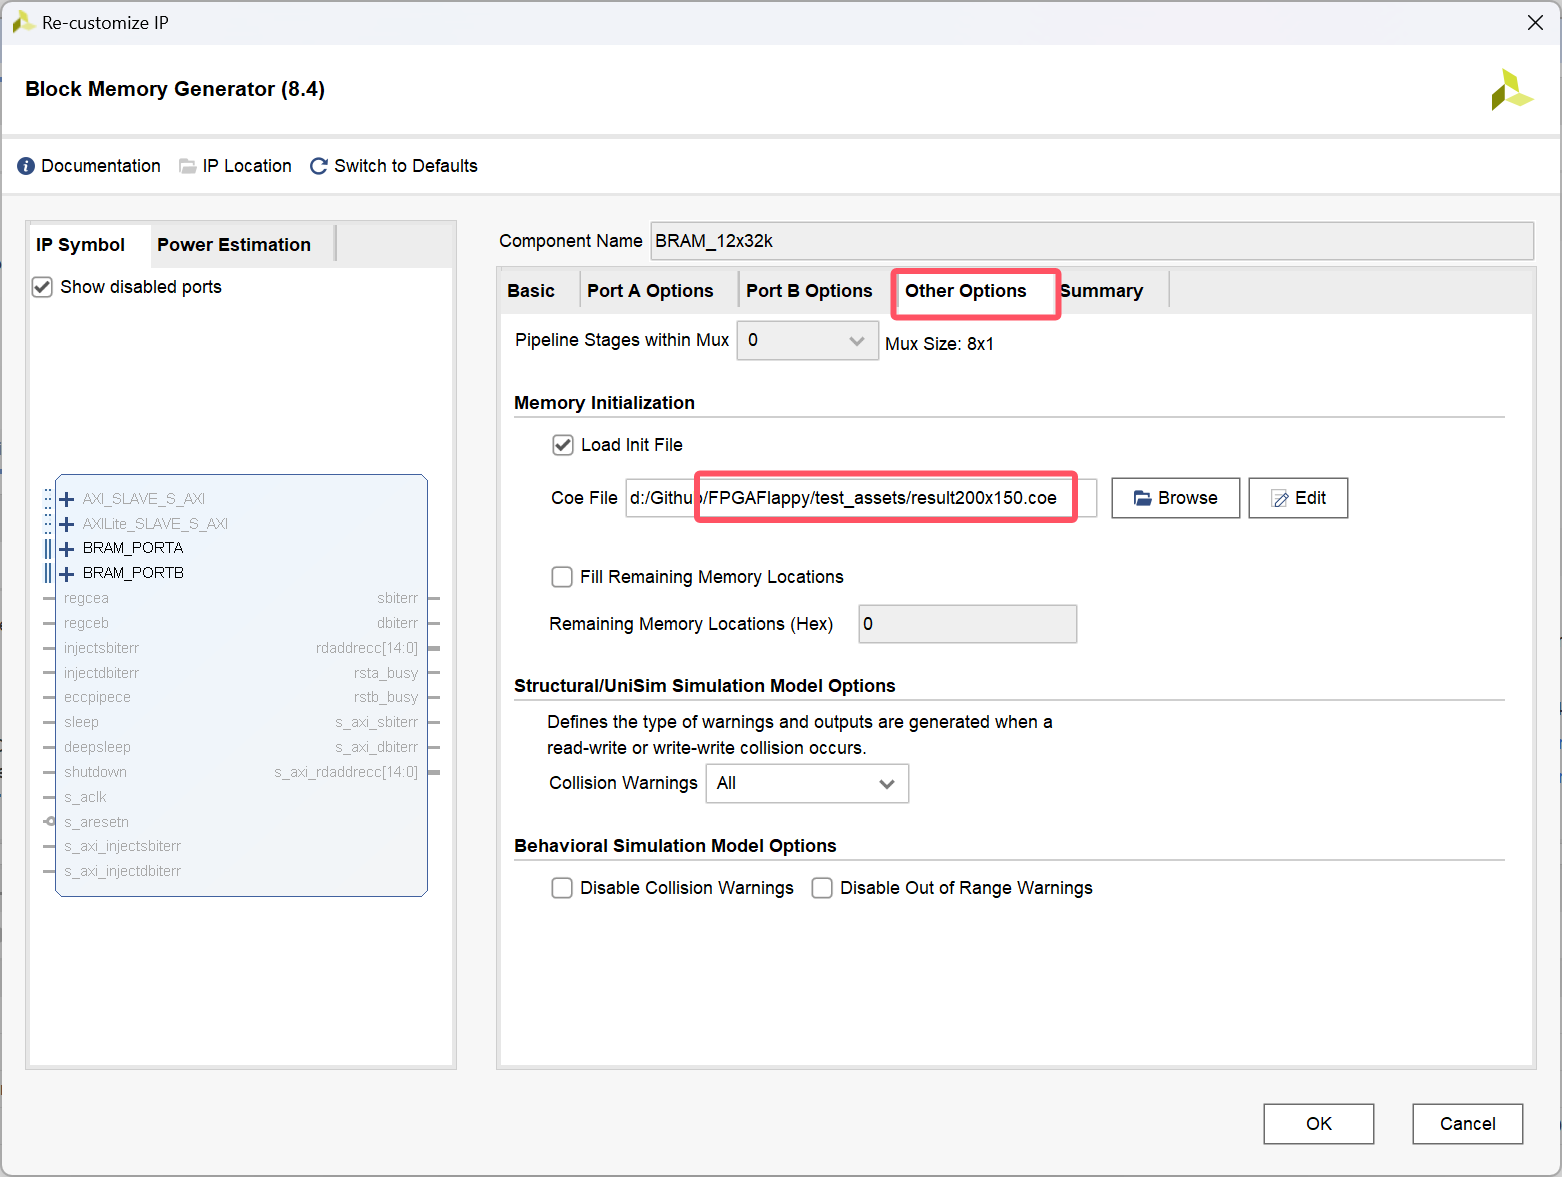 Re-customize IP
Block Memory Generator (8.4)
Documentation IP Location Switch to Defaults
IP Symbol Power Estimation
Show disabled ports
AXI_SLAVE_S_AXI
AXILite_SLAVE_S_AXI
BRAM_PORTA
BRAM_PORTB
regcea sbiterr
regceb dbiterr
injectsbiterr rdaddrecc[14:0]
injectdbiterr rsta_busy
eccpipece rstb_busy
sleep s_axi_sbiterr
deepsleep s_axi_dbiterr
shutdown s_axi_rdaddrecc[14:0]
s_aclk
s_aresetn
s_axi_injectsbiterr
s_axi_injectdbiterr
Component Name BRAM_12x32k
Basic Port A Options Port B Options Other Options Summary
Pipeline Stages within Mux 0 Mux Size: 8x1
Memory Initialization
Load Init File
Coe File d:/Github/FPGAFlappy/test_assets/result200x150.coe Browse Edit
Fill Remaining Memory Locations
Remaining Memory Locations (Hex) 0
Structural/UniSim Simulation Model Options
Defines the type of warnings and outputs are generated when a
read-write or write-write collision occurs.
Collision Warnings All
Behavioral Simulation Model Options
Disable Collision Warnings Disable Out of Range Warnings
OK Cancel